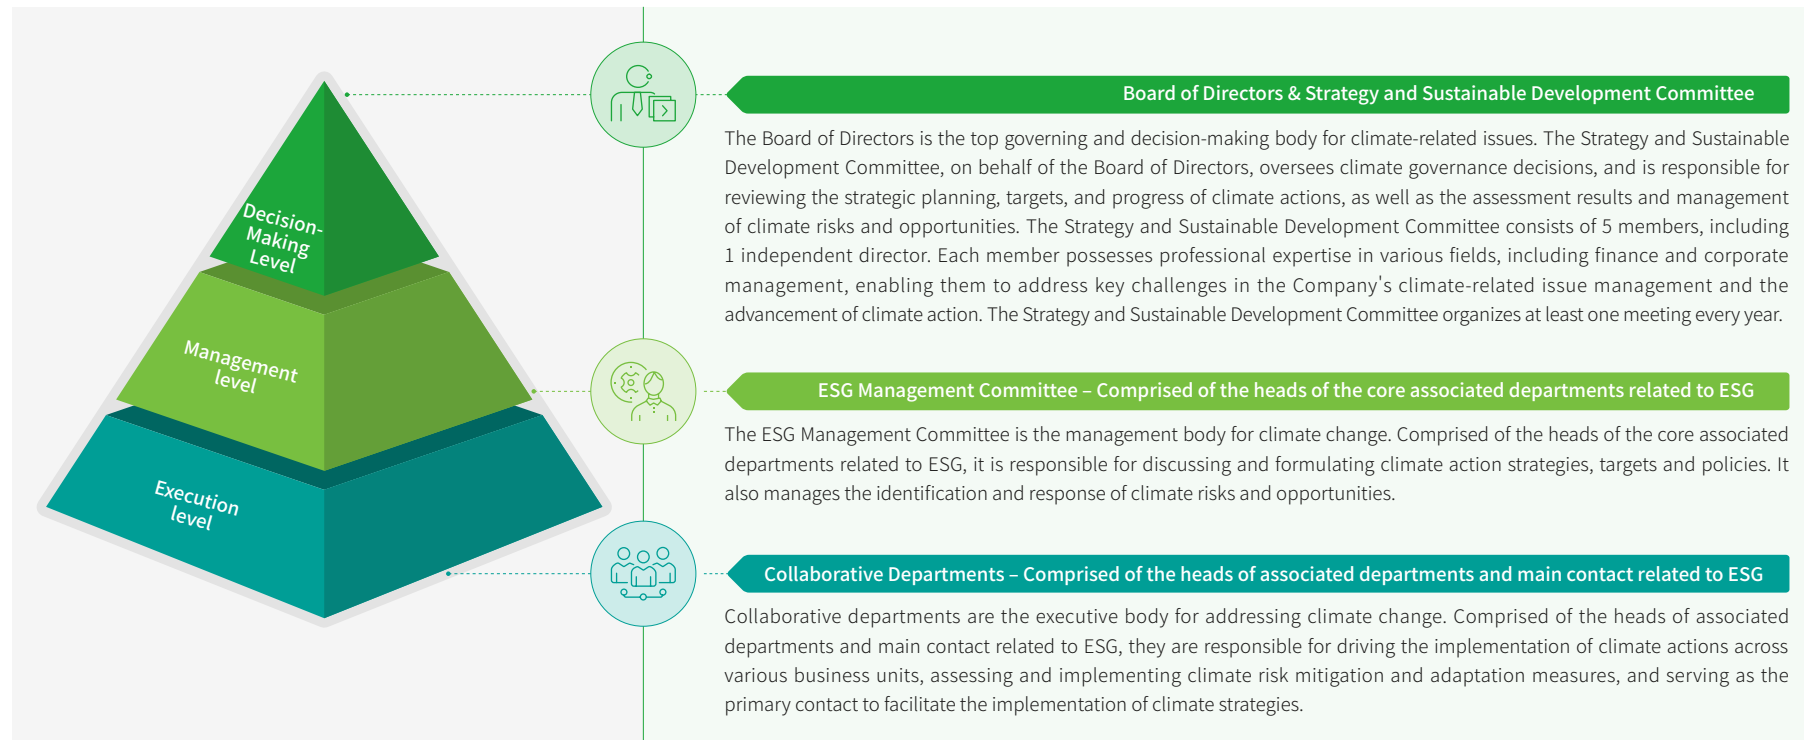 Decision-
Making
Level
Management
level
Execution
level
Board of Directors & Strategy and Sustainable Development Committee
The Board of Directors is the top governing and decision-making body for climate-related issues. The Strategy and Sustainable
Development Committee, on behalf of the Board of Directors, oversees climate governance decisions, and is responsible for
reviewing the strategic planning, targets, and progress of climate actions, as well as the assessment results and management
of climate risks and opportunities. The Strategy and Sustainable Development Committee consists of 5 members, including
1 independent director. Each member possesses professional expertise in various fields, including finance and corporate
management, enabling them to address key challenges in the Company's climate-related issue management and the
advancement of climate action. The Strategy and Sustainable Development Committee organizes at least one meeting every year.
ESG Management Committee – Comprised of the heads of the core associated departments related to ESG
The ESG Management Committee is the management body for climate change. Comprised of the heads of the core associated
departments related to ESG, it is responsible for discussing and formulating climate action strategies, targets and policies. It
also manages the identification and response of climate risks and opportunities.
Collaborative Departments – Comprised of the heads of associated departments and main contact related to ESG
Collaborative departments are the executive body for addressing climate change. Comprised of the heads of associated
departments and main contact related to ESG, they are responsible for driving the implementation of climate actions across
various business units, assessing and implementing climate risk mitigation and adaptation measures, and serving as the
primary contact to facilitate the implementation of climate strategies.